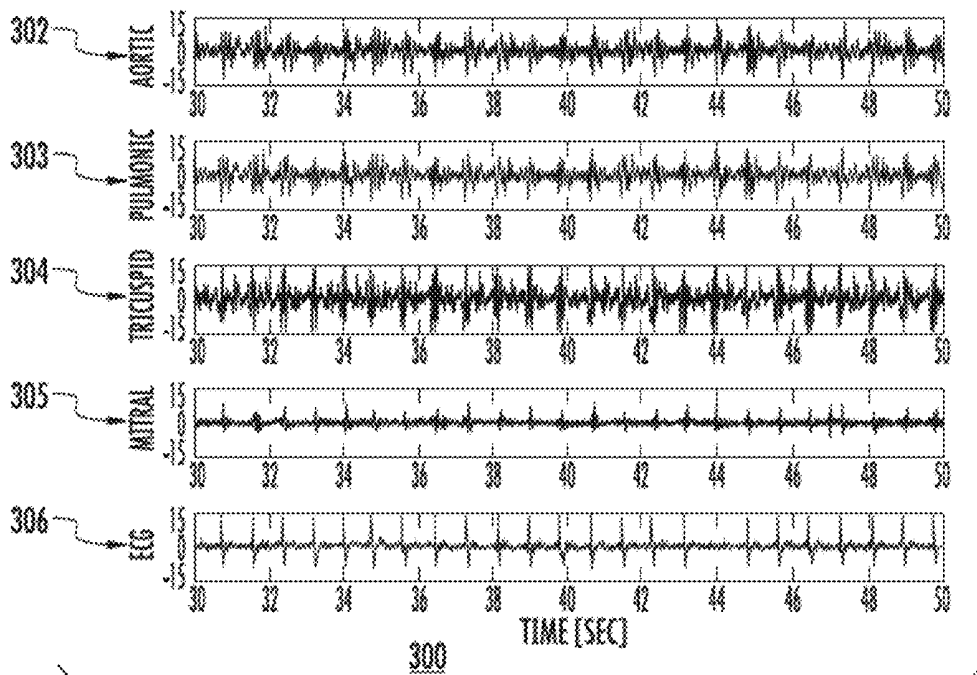 302 AORTIC 15 0 -15
30 32 34 36 38 40 42 44 46 48 50
303 PULMONIC 15 0 -15
30 32 34 36 38 40 42 44 46 48 50
304 TRICUSPID 15 0 -15
30 32 34 36 38 40 42 44 46 48 50
305 MITRAL 15 0 -15
30 32 34 36 38 40 42 44 46 48 50
306 ECG 15 0 -15
30 32 34 36 38 40 42 44 46 48 50
TIME [SEC]
300